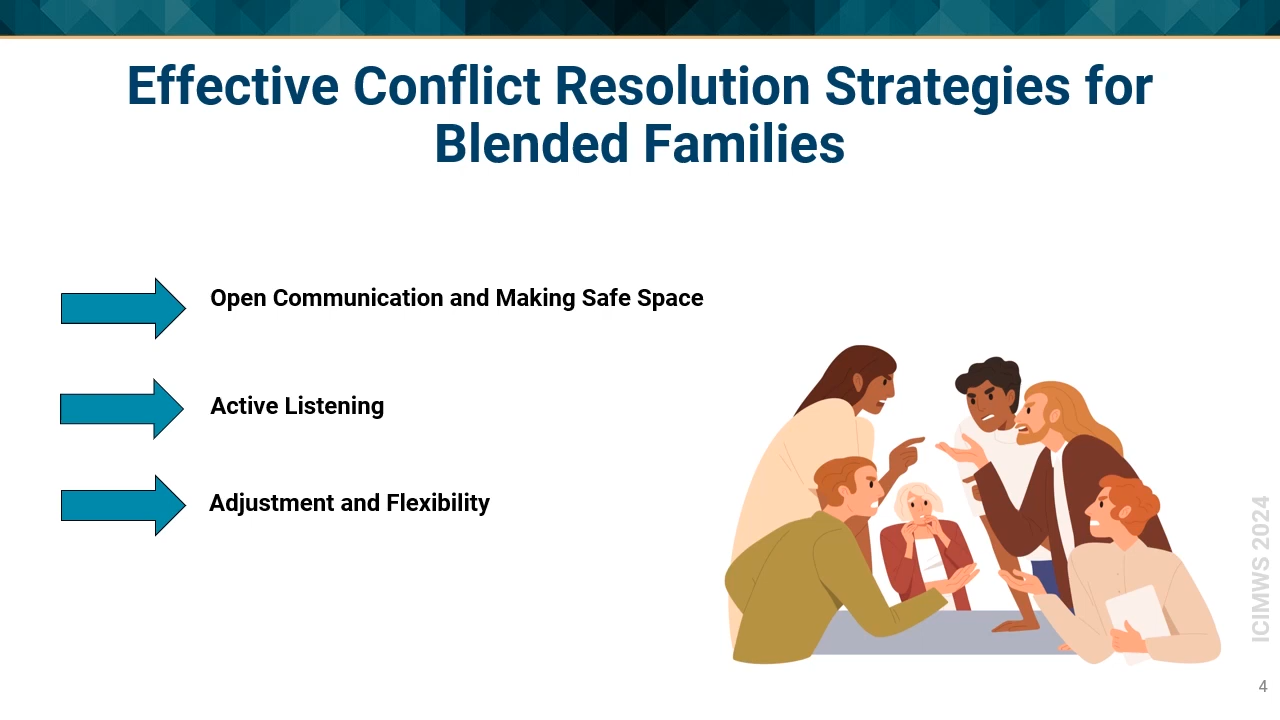 Effective Conflict Resolution Strategies for
Blended Families
Open Communication and Making Safe Space
Active Listening
Adjustment and Flexibility
ICIMWS 2024
4